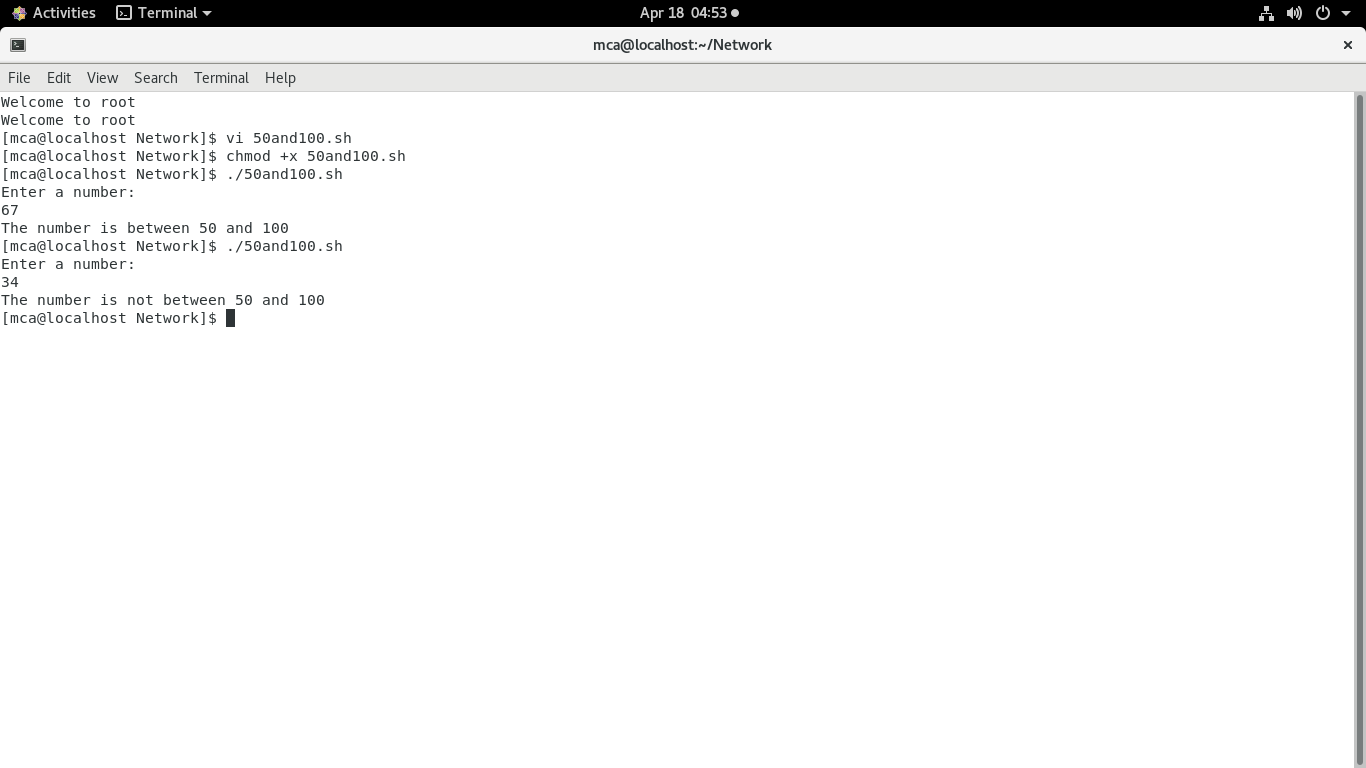 Activities Terminal Apr 18 04:53
mca@localhost:~/Network
File Edit View Search Terminal Help
Welcome to root
Welcome to root
[mca@localhost Network]$ vi 50and100.sh
[mca@localhost Network]$ chmod +x 50and100.sh
[mca@localhost Network]$ ./50and100.sh
Enter a number:
67
The number is between 50 and 100
[mca@localhost Network]$ ./50and100.sh
Enter a number:
34
The number is not between 50 and 100
[mca@localhost Network]$